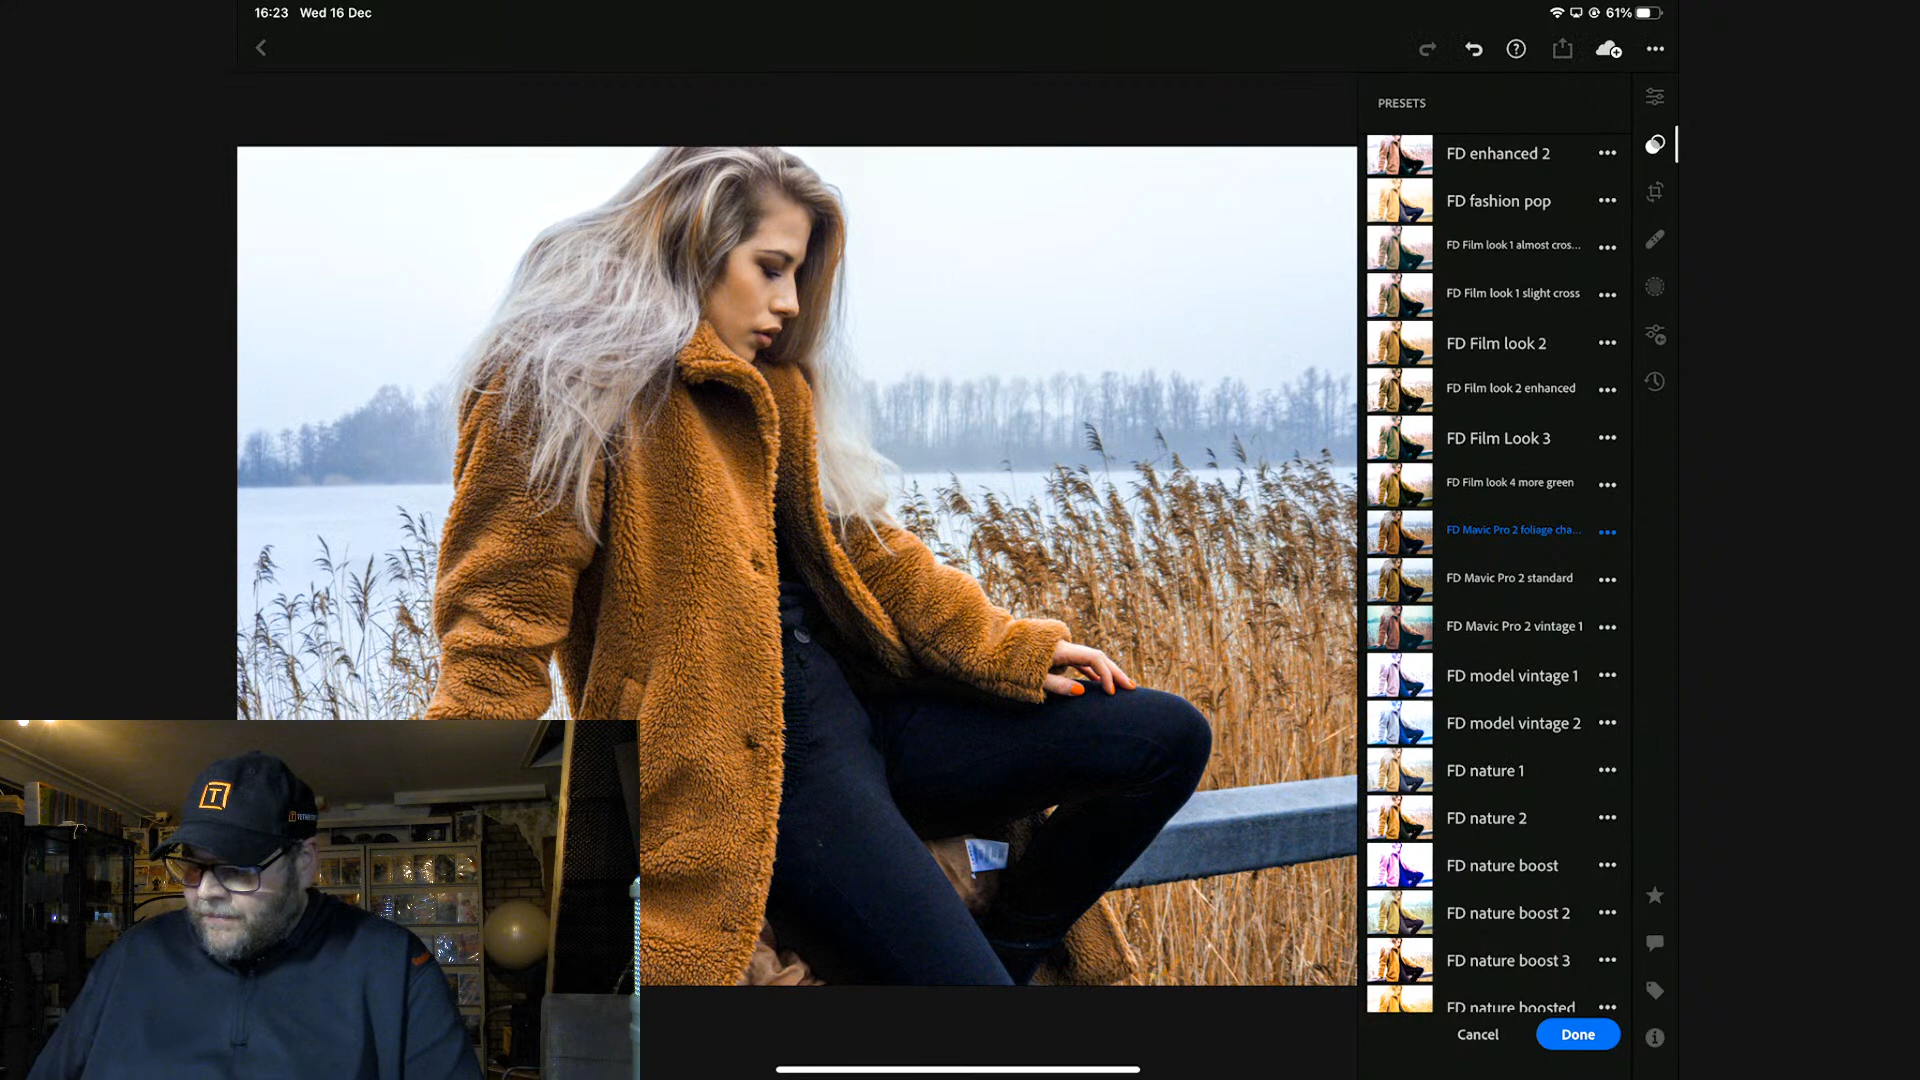 16:23 Wed 16 Dec
61%
PRESETS
FD enhanced 2
FD fashion pop
FD Film look 1 almost cros...
FD Film look 1 slight cross
FD Film look 2
FD Film look 2 enhanced
FD Film Look 3
FD Film look 4 more green
FD Mavic Pro 2 foliage cha...
FD Mavic Pro 2 standard
FD Mavic Pro 2 vintage 1
FD model vintage 1
FD model vintage 2
FD nature 1
FD nature 2
FD nature boost
FD nature boost 2
FD nature boost 3
FD nature boosted
Cancel
Done
T